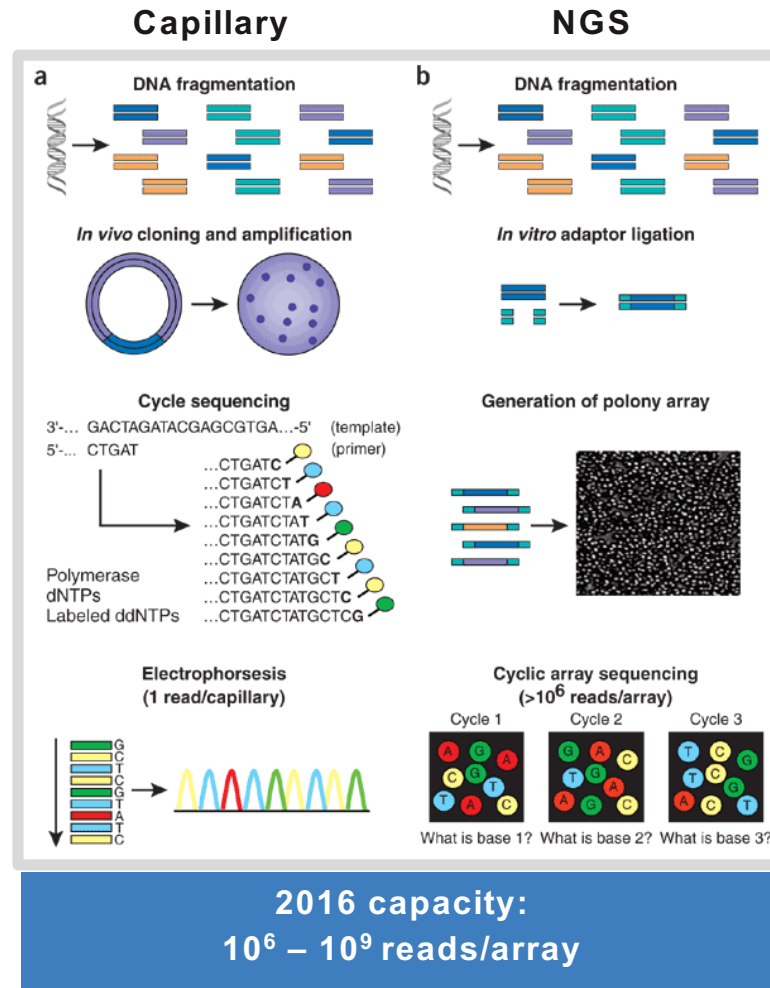 Capillary
NGS
a
DNA fragmentation
In vivo cloning and amplification
Cycle sequencing
3'-... GACTAGATACGAGCGTGA...-5' (template)
5'-... CTGAT (primer)
...CTGATC
...CTGATCT
...CTGATCTA
...CTGATCTAT
...CTGATCTATG
...CTGATCTATGC
...CTGATCTATGCT
...CTGATCTATGCTC
...CTGATCTATGCTCG
Polymerase
dNTPs
Labeled ddNTPs
Electrophorsesis
(1 read/capillary)
G
C
T
C
G
T
A
T
C
b
DNA fragmentation
In vitro adaptor ligation
Generation of polony array
Cyclic array sequencing
(>10⁶ reads/array)
Cycle 1
A G A
C G T
T A C
What is base 1?
Cycle 2
G A C
T G A
A G C
What is base 2?
Cycle 3
T C G
T C G
A C T
What is base 3?
2016 capacity:
10⁶ – 10⁹ reads/array